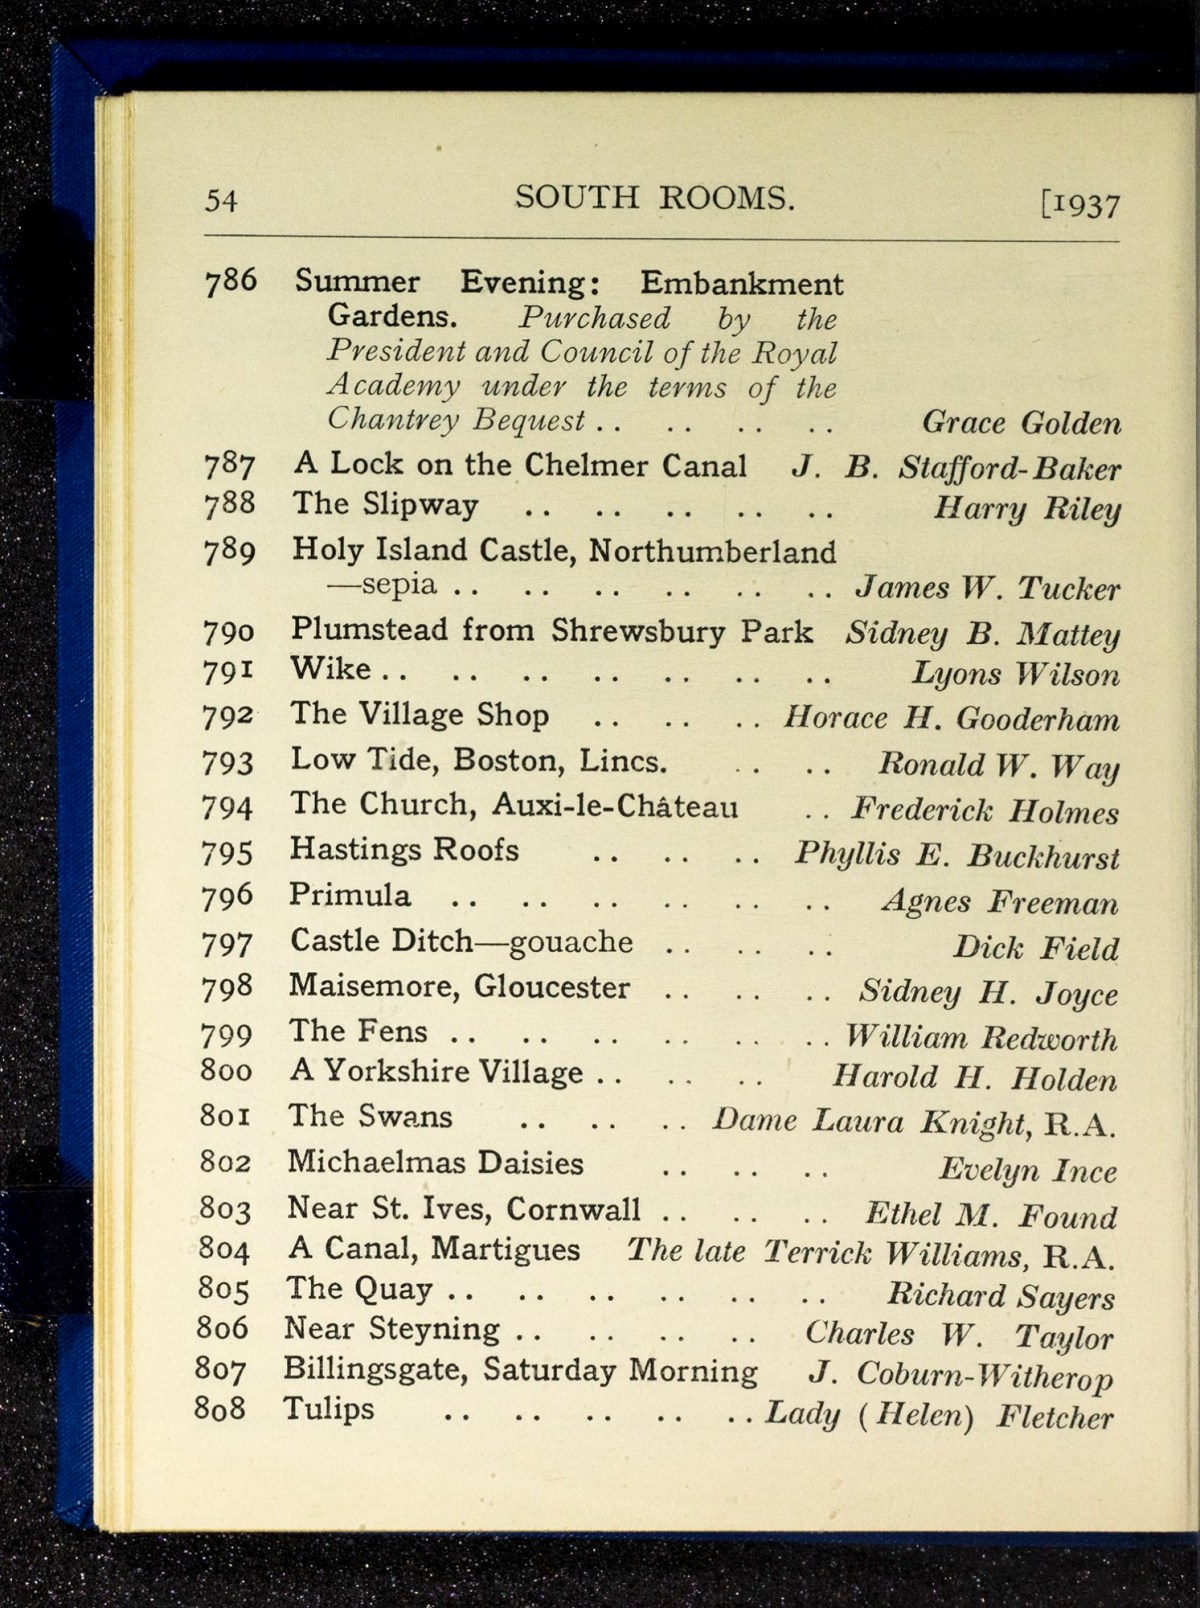 54 SOUTH ROOMS. [1937
786 Summer Evening: Embankment
Gardens. Purchased by the
President and Council of the Royal
Academy under the terms of the
Chantrey Bequest .. .. .. .. Grace Golden
787 A Lock on the Chelmer Canal J. B. Stafford-Baker
788 The Slipway .. .. .. .. .. Harry Riley
789 Holy Island Castle, Northumberland
—sepia .. .. .. .. .. .. James W. Tucker
790 Plumstead from Shrewsbury Park Sidney B. Mattey
791 Wike .. .. .. .. .. .. .. Lyons Wilson
792 The Village Shop .. .. .. Horace H. Gooderham
793 Low Tide, Boston, Lincs. .. .. Ronald W. Way
794 The Church, Auxi-le-Château .. Frederick Holmes
795 Hastings Roofs .. .. .. Phyllis E. Buckhurst
796 Primula .. .. .. .. .. .. Agnes Freeman
797 Castle Ditch—gouache .. .. .. Dick Field
798 Maisemore, Gloucester .. .. .. Sidney H. Joyce
799 The Fens .. .. .. .. .. .. William Redworth
800 A Yorkshire Village .. .. .. Harold H. Holden
801 The Swans .. .. .. Dame Laura Knight, R.A.
802 Michaelmas Daisies .. .. .. Evelyn Ince
803 Near St. Ives, Cornwall .. .. .. Ethel M. Found
804 A Canal, Martigues The late Terrick Williams, R.A.
805 The Quay .. .. .. .. .. .. Richard Sayers
806 Near Steyning .. .. .. .. Charles W. Taylor
807 Billingsgate, Saturday Morning J. Coburn-Witherop
808 Tulips .. .. .. .. .. Lady (Helen) Fletcher